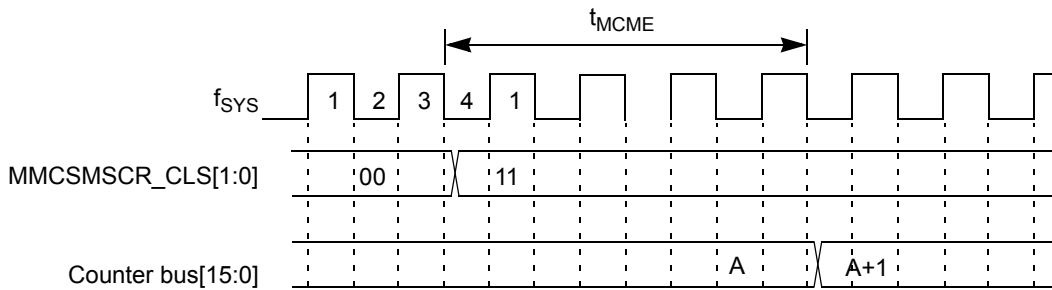 tMCME
fSYS 1 2 3 4 1
MMCSMSCR_CLS[1:0] 00 11
Counter bus[15:0] A A+1